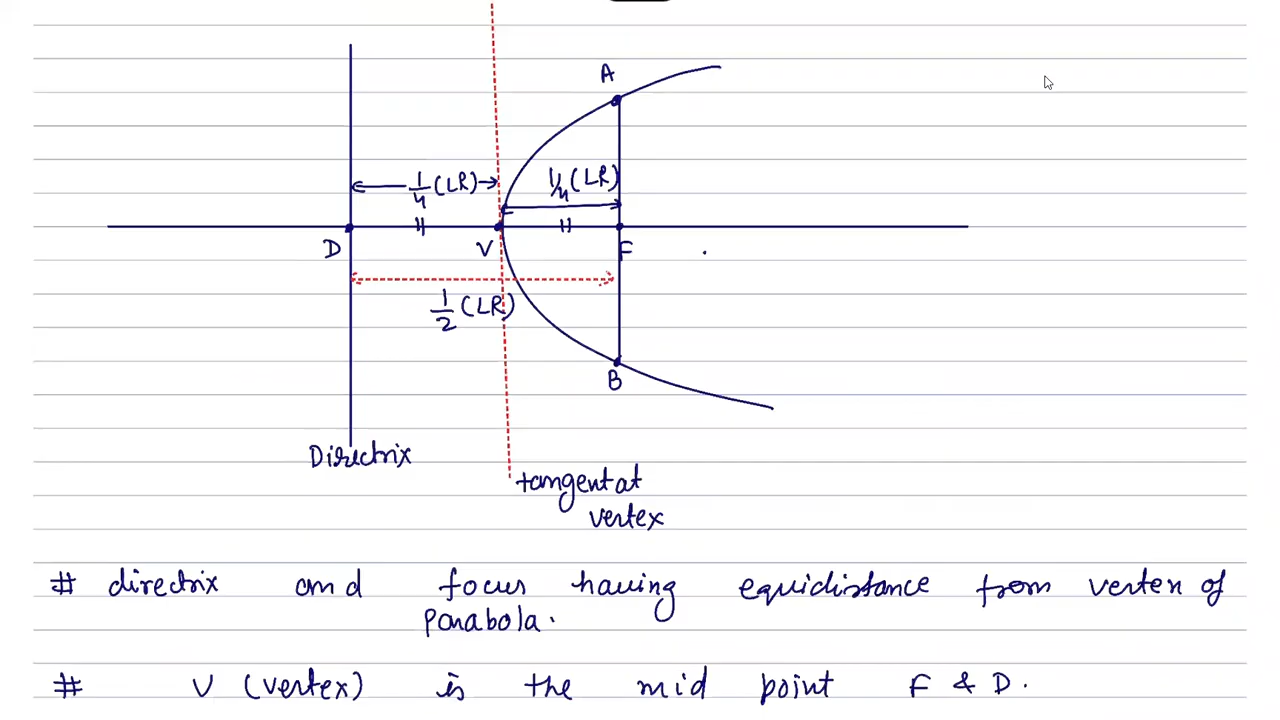 A
1/4 (LR)
1/4 (LR)
D
V
F
1/2 (LR)
B
Directrix
tangent at
vertex
# directrix and focus having equidistance from vertex of
parabola.
# V (vertex) is the mid point F & D.